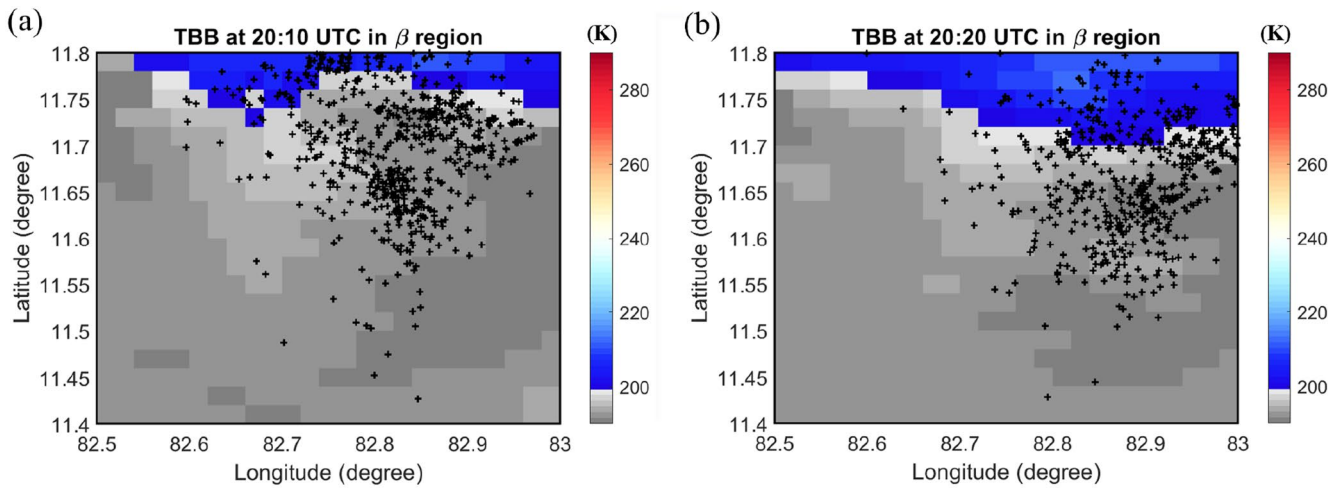 (a)
TBB at 20:10 UTC in β region
(K)
11.8
11.75
11.7
11.65
11.6
11.55
11.5
11.45
11.4
Latitude (degree)
82.5 82.6 82.7 82.8 82.9 83
Longitude (degree)
280
260
240
220
200
(b)
TBB at 20:20 UTC in β region
(K)
11.8
11.75
11.7
11.65
11.6
11.55
11.5
11.45
11.4
Latitude (degree)
82.5 82.6 82.7 82.8 82.9 83
Longitude (degree)
280
260
240
220
200